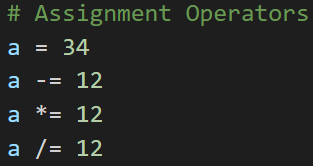 # Assignment Operators
a = 34
a -= 12
a *= 12
a /= 12